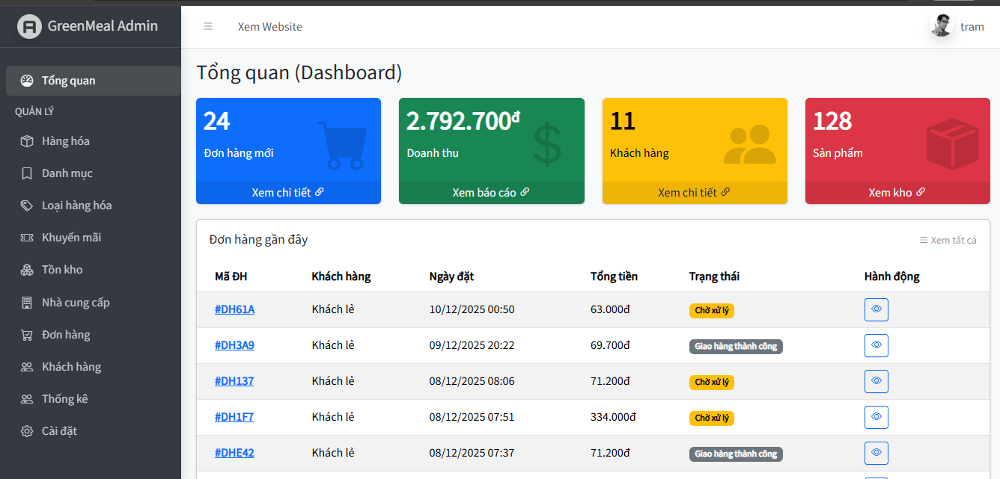 GreenMeal Admin
Xem Website
tram
Tổng quan
QUẢN LÝ
Hàng hóa
Danh mục
Loại hàng hóa
Khuyến mãi
Tồn kho
Nhà cung cấp
Đơn hàng
Khách hàng
Thống kê
Cài đặt
Tổng quan (Dashboard)
24
Đơn hàng mới
Xem chi tiết
2.792.700đ
Doanh thu
Xem báo cáo
11
Khách hàng
Xem chi tiết
128
Sản phẩm
Xem kho
Đơn hàng gần đây
Xem tất cả
Mã ĐH Khách hàng Ngày đặt Tổng tiền Trạng thái Hành động
#DH61A Khách lẻ 10/12/2025 00:50 63.000đ Chờ xử lý
#DH3A9 Khách lẻ 09/12/2025 20:22 69.700đ Giao hàng thành công
#DH137 Khách lẻ 08/12/2025 08:06 71.200đ Chờ xử lý
#DH1F7 Khách lẻ 08/12/2025 07:51 334.000đ Chờ xử lý
#DHE42 Khách lẻ 08/12/2025 07:37 71.200đ Giao hàng thành công